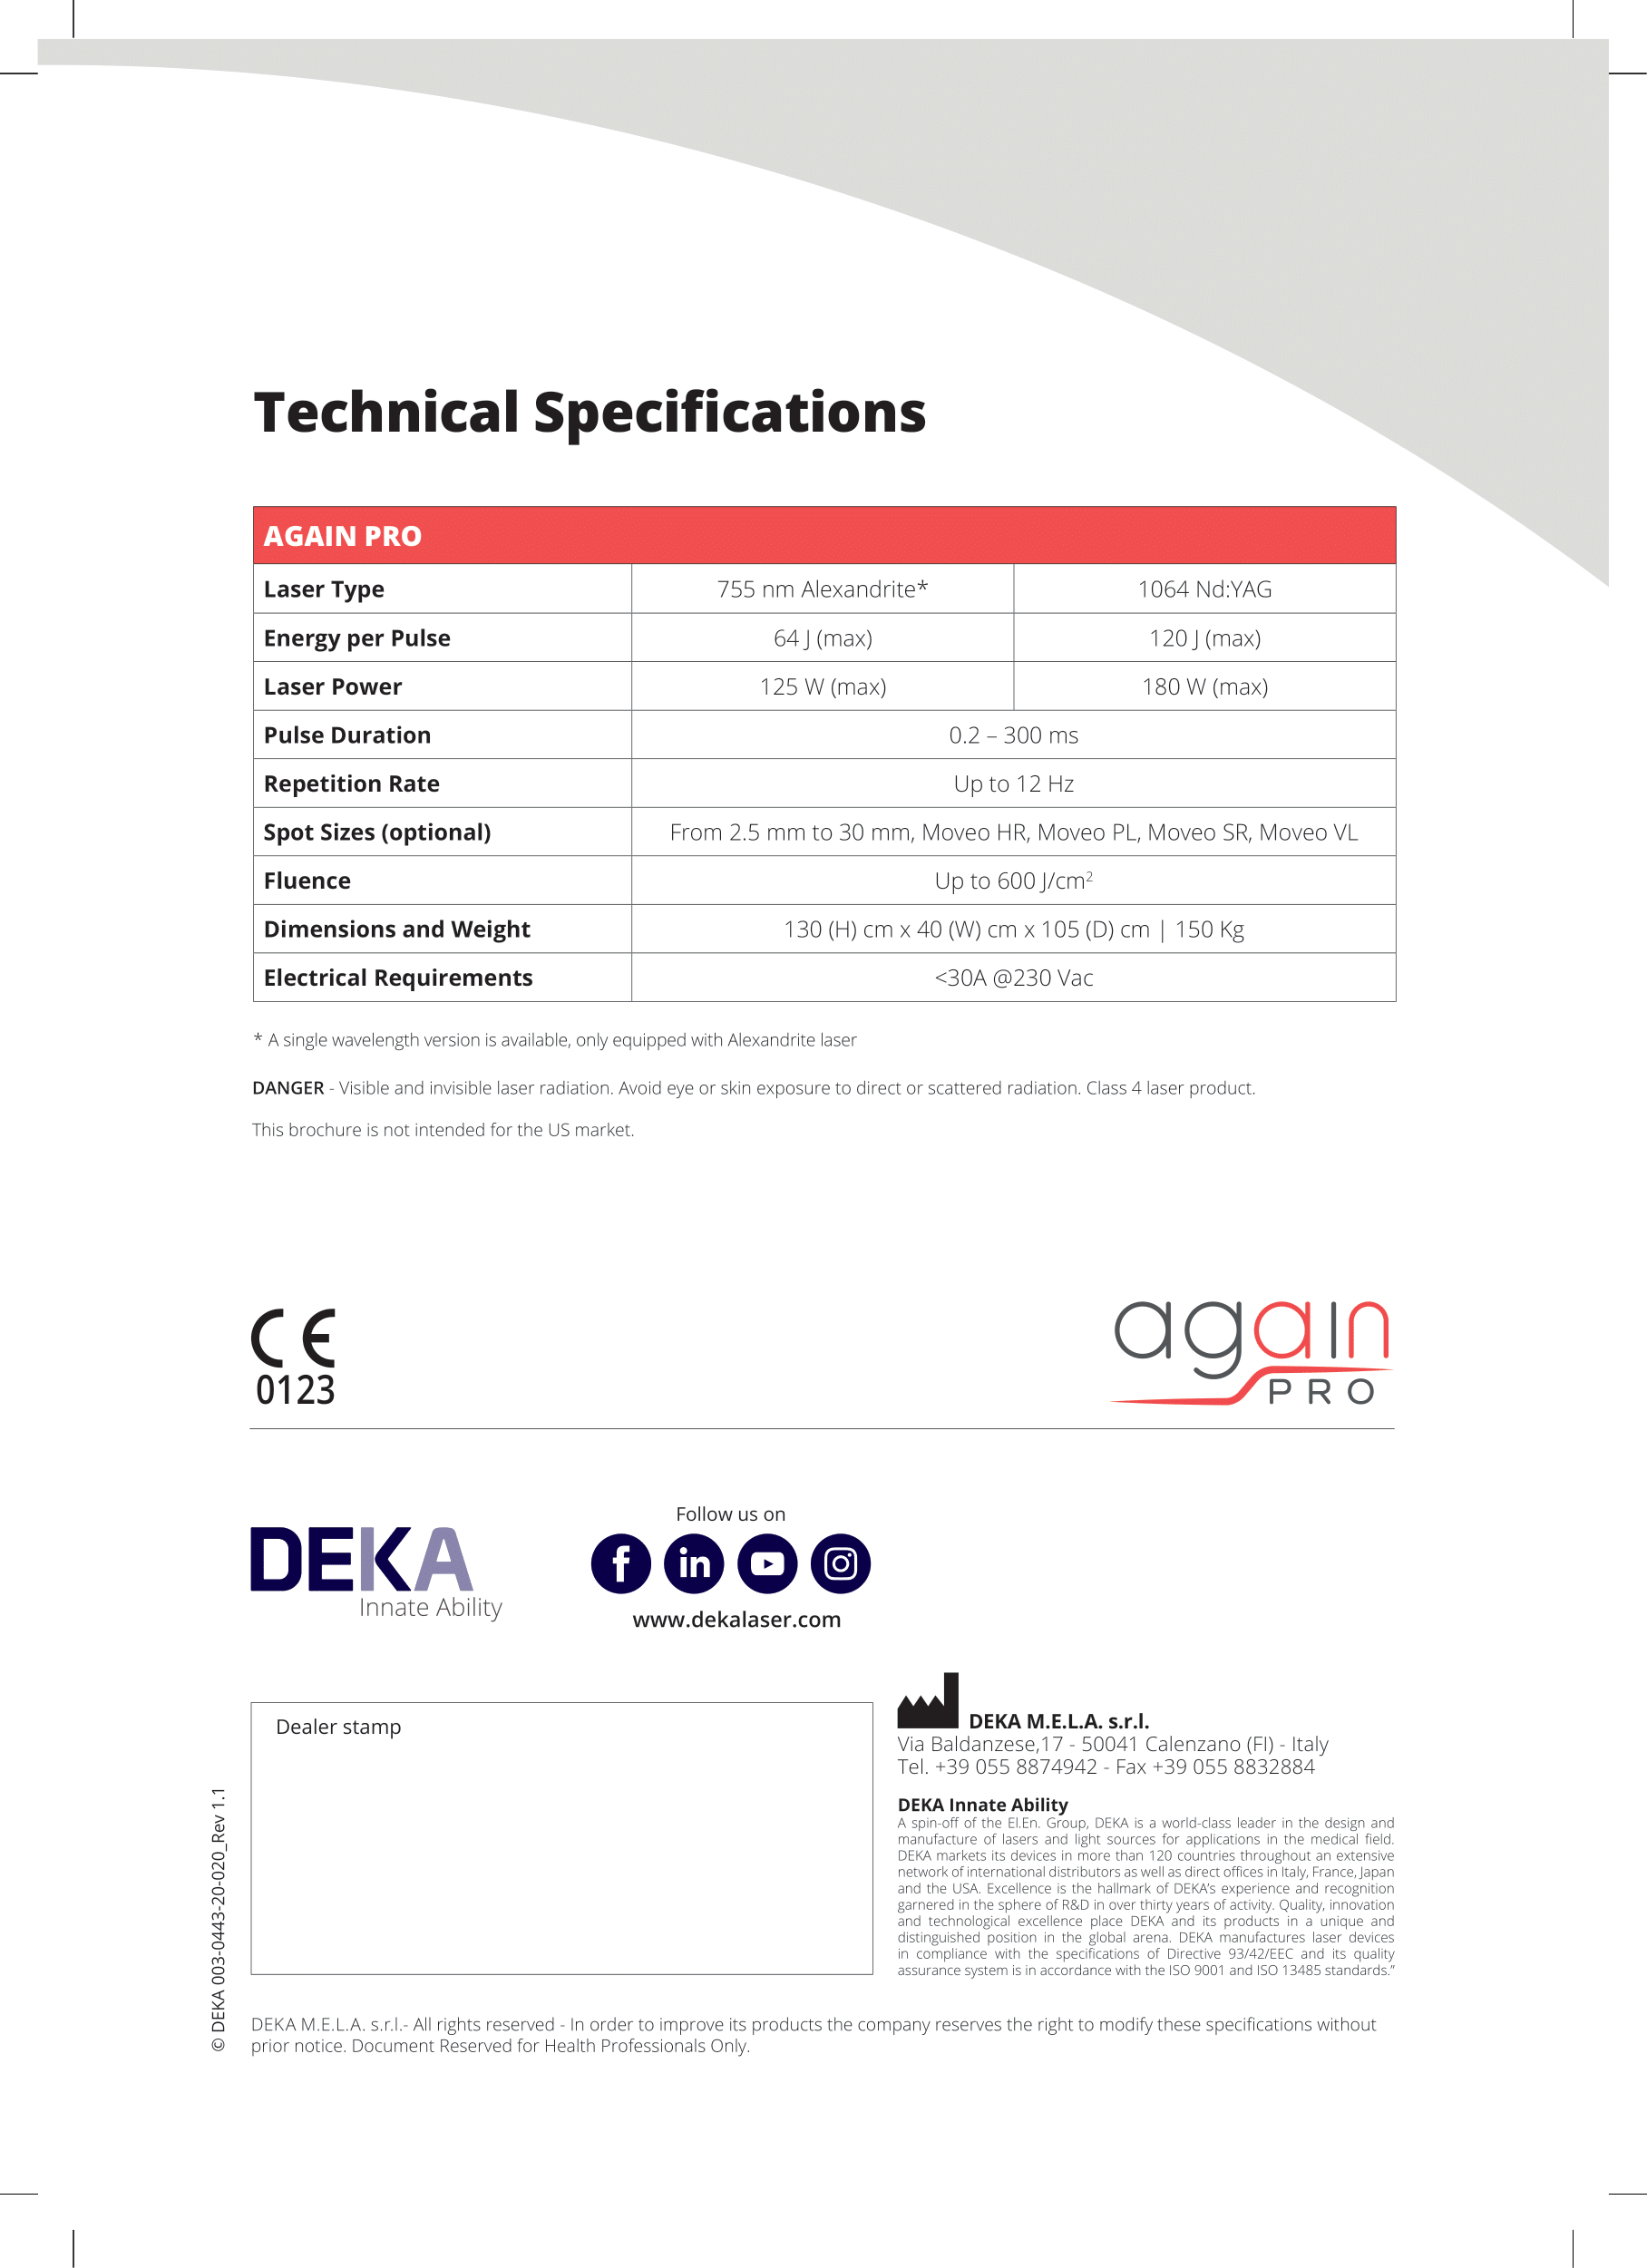 Technical Specifications
AGAIN PRO
Laser Type 755 nm Alexandrite* 1064 Nd:YAG
Energy per Pulse 64 J (max) 120 J (max)
Laser Power 125 W (max) 180 W (max)
Pulse Duration 0.2 – 300 ms
Repetition Rate Up to 12 Hz
Spot Sizes (optional) From 2.5 mm to 30 mm, Moveo HR, Moveo PL, Moveo SR, Moveo VL
Fluence Up to 600 J/cm²
Dimensions and Weight 130 (H) cm x 40 (W) cm x 105 (D) cm | 150 Kg
Electrical Requirements <30A @230 Vac
* A single wavelength version is available, only equipped with Alexandrite laser
DANGER - Visible and invisible laser radiation. Avoid eye or skin exposure to direct or scattered radiation. Class 4 laser product.
This brochure is not intended for the US market.
CE
0123
again
PRO
DEKA
Innate Ability
Follow us on
f in
www.dekalaser.com
Dealer stamp
DEKA M.E.L.A. s.r.l.
Via Baldanzese,17 - 50041 Calenzano (FI) - Italy
Tel. +39 055 8874942 - Fax +39 055 8832884
DEKA Innate Ability
A spin-off of the El.En. Group, DEKA is a world-class leader in the design and
manufacture of lasers and light sources for applications in the medical field.
DEKA markets its devices in more than 120 countries throughout an extensive
network of international distributors as well as direct offices in Italy, France, Japan
and the USA. Excellence is the hallmark of DEKA's experience and recognition
garnered in the sphere of R&D in over thirty years of activity. Quality, innovation
and technological excellence place DEKA and its products in a unique and
distinguished position in the global arena. DEKA manufactures laser devices
in compliance with the specifications of Directive 93/42/EEC and its quality
assurance system is in accordance with the ISO 9001 and ISO 13485 standards.”
© DEKA 003-0443-20-020_Rev 1.1
DEKA M.E.L.A. s.r.l.- All rights reserved - In order to improve its products the company reserves the right to modify these specifications without
prior notice. Document Reserved for Health Professionals Only.